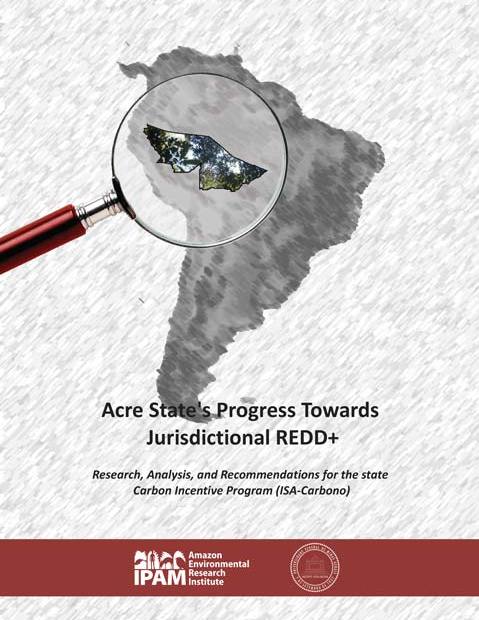 Acre State's Progress Towards
Jurisdictional REDD+
Research, Analysis, and Recommendations for the state
Carbon Incentive Program (ISA-Carbono)
IPAM
Amazon
Environmental
Research
Institute